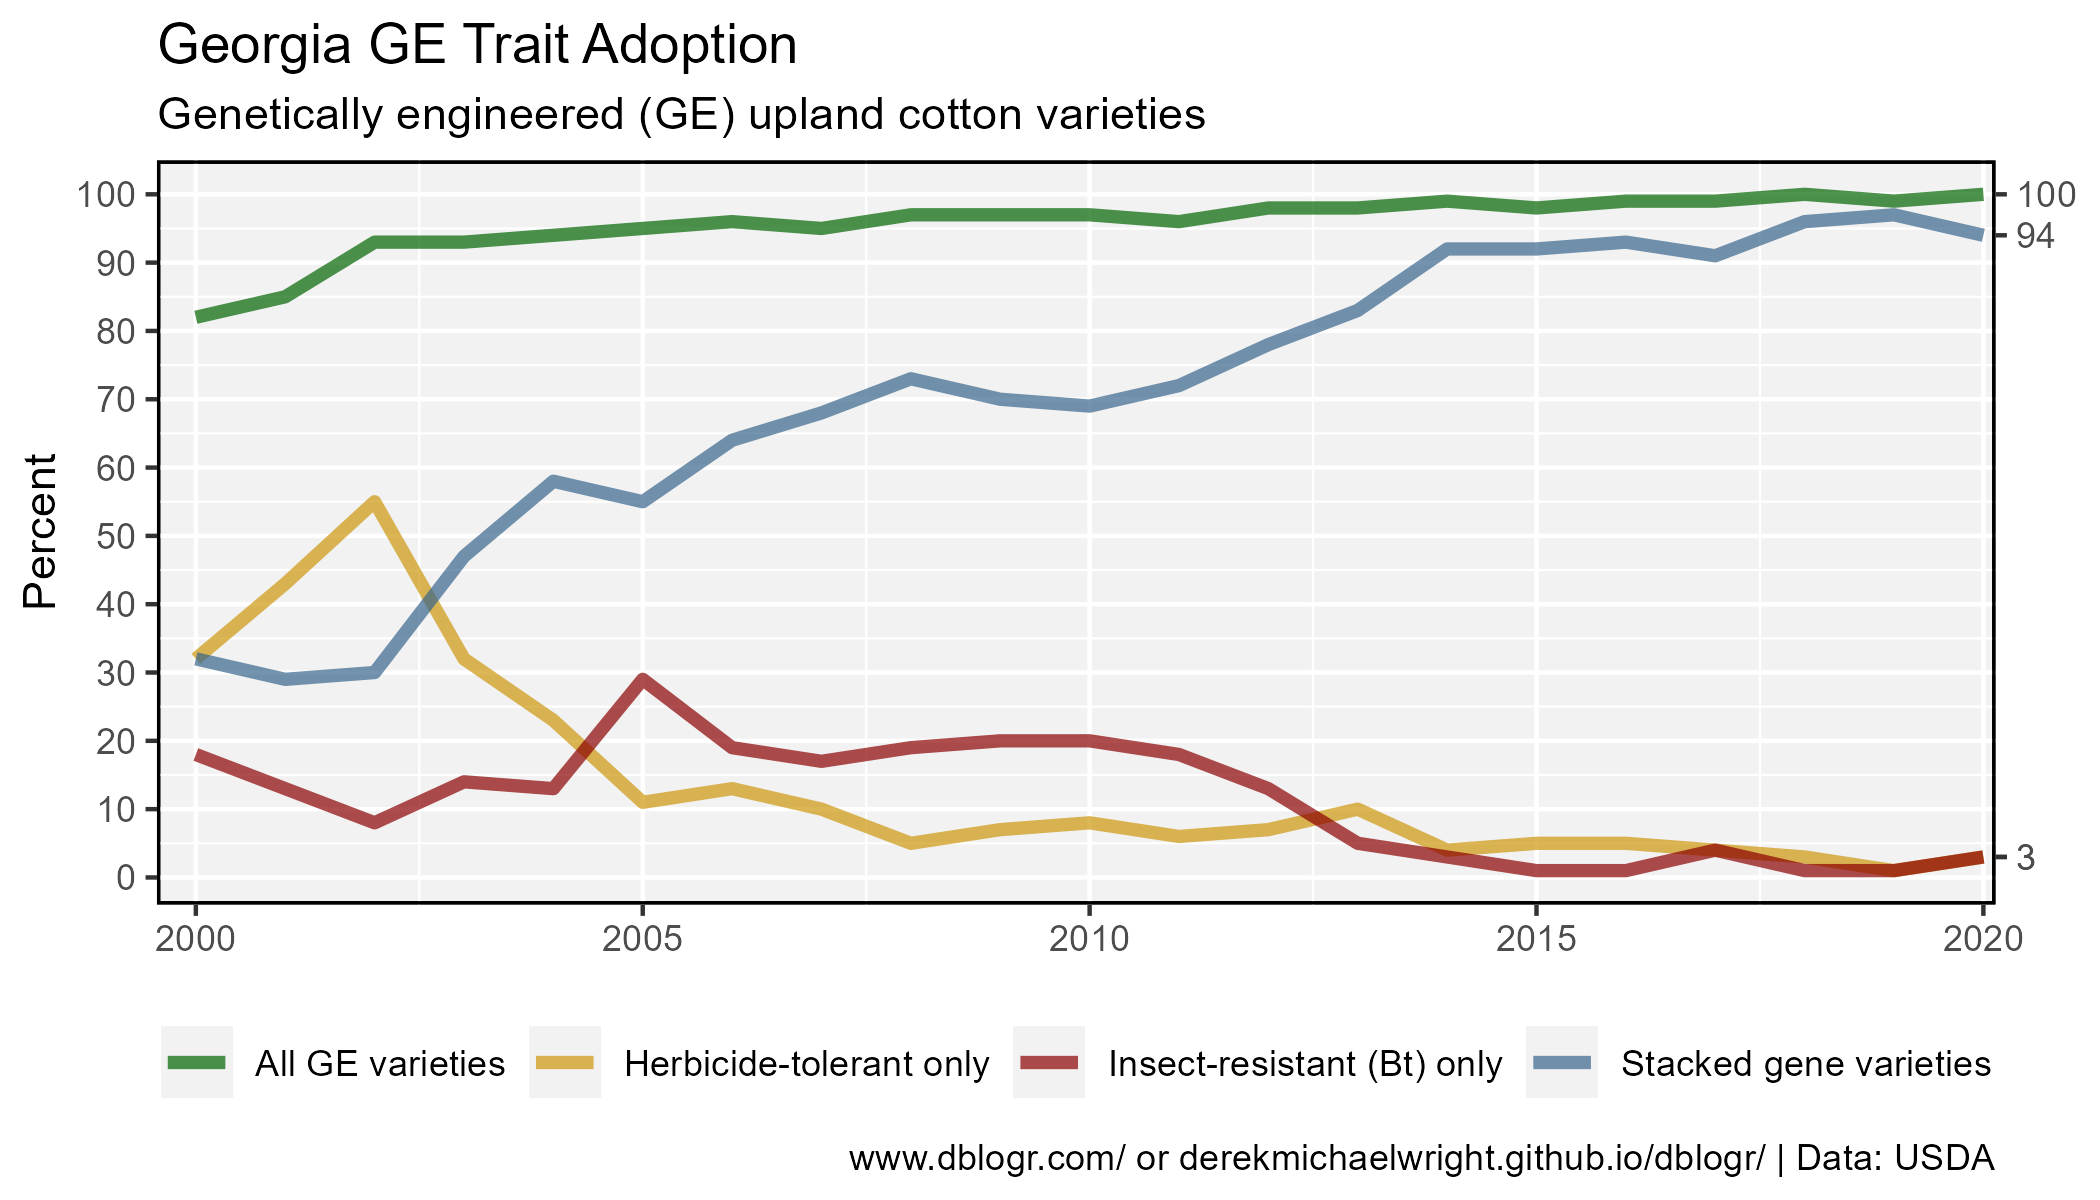 Georgia GE Trait Adoption
Genetically engineered (GE) upland cotton varieties
Percent
100
90
80
70
60
50
40
30
20
10
0
100
94
3
2000 2005 2010 2015 2020
All GE varieties Herbicide-tolerant only Insect-resistant (Bt) only Stacked gene varieties
www.dblogr.com/ or derekmichaelwright.github.io/dblogr/ | Data: USDA